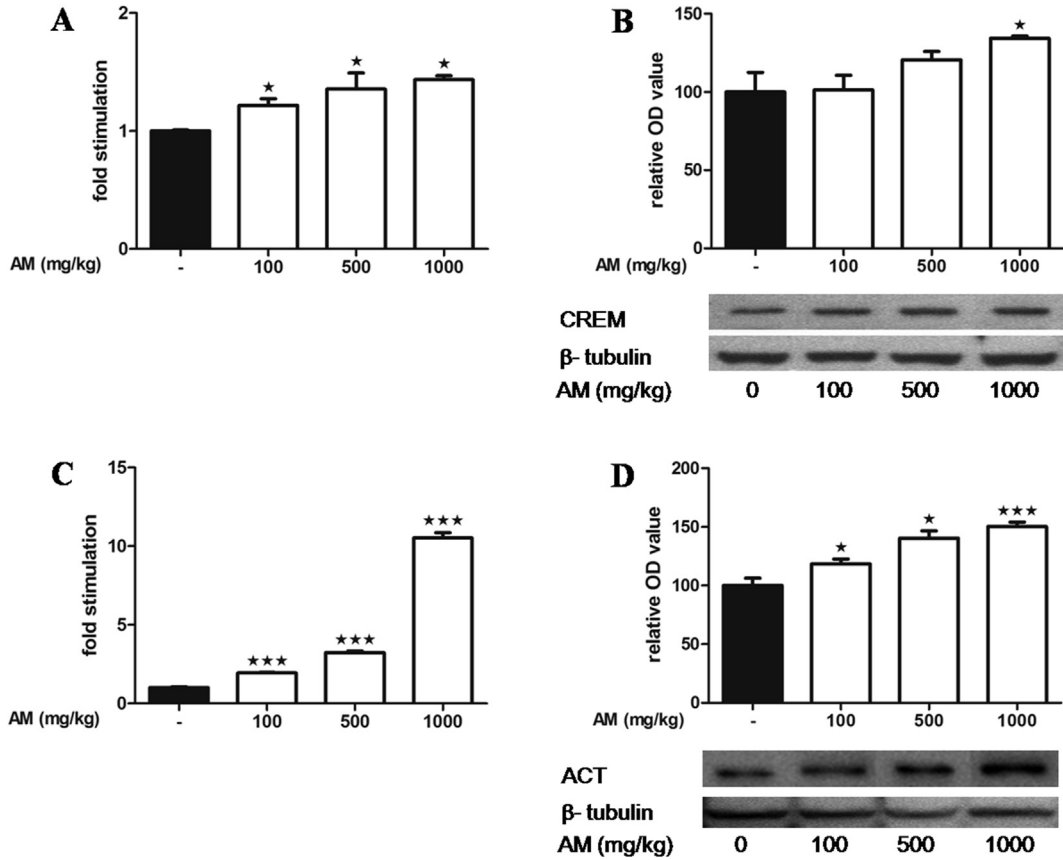 A
fold stimulation
2
1
0
★ ★ ★
AM (mg/kg) - 100 500 1000
B
relative OD value
150
100
50
0
★
AM (mg/kg) - 100 500 1000
CREM
β- tubulin
AM (mg/kg) 0 100 500 1000
C
fold stimulation
15
10
5
0
★★★ ★★★ ★★★
AM (mg/kg) - 100 500 1000
D
relative OD value
200
150
100
50
0
★ ★ ★★★
AM (mg/kg) - 100 500 1000
ACT
β- tubulin
AM (mg/kg) 0 100 500 1000